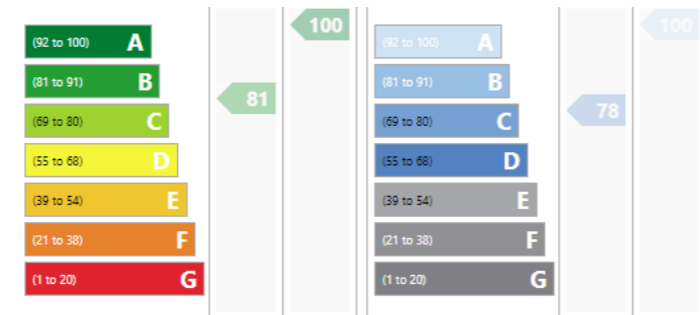 100
(92 to 100) A
(81 to 91) B
81
(69 to 80) C
(55 to 68) D
(39 to 54) E
(21 to 38) F
(1 to 20) G
100
(92 to 100) A
(81 to 91) B
78
(69 to 80) C
(55 to 68) D
(39 to 54) E
(21 to 38) F
(1 to 20) G